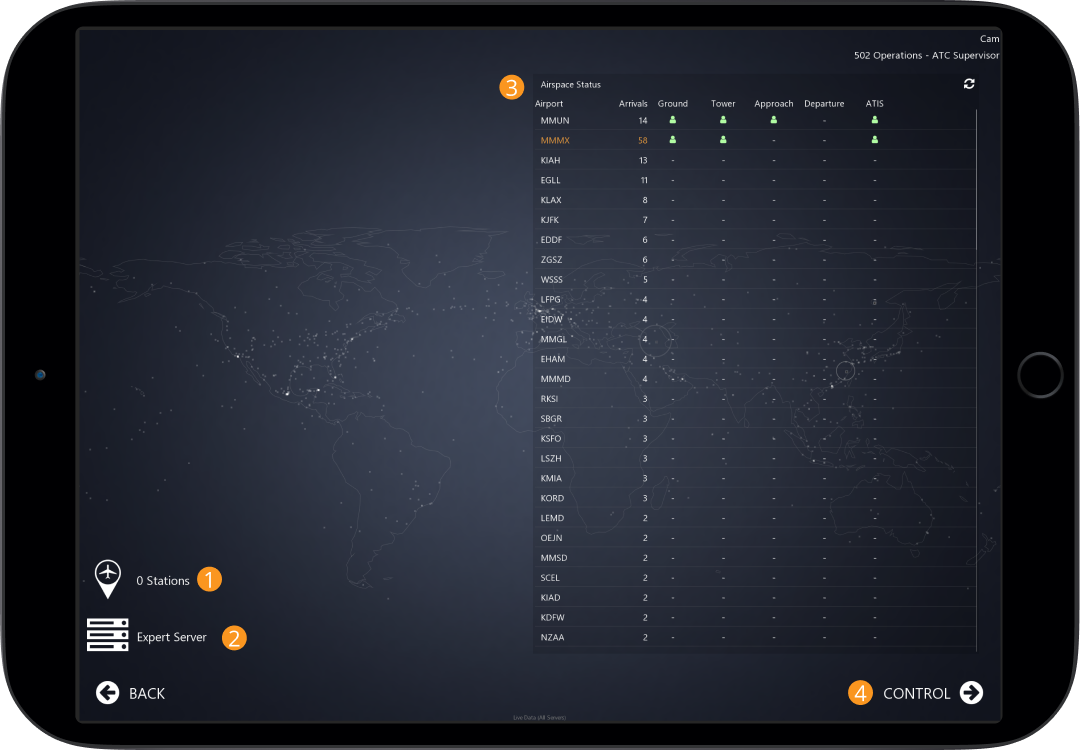 Cam
502 Operations - ATC Supervisor
3 Airspace Status
Airport Arrivals Ground Tower Approach Departure ATIS
MMUN 14 -
MMMX 58 - -
KIAH 13 - - - - -
EGLL 11 - - - - -
KLAX 8 - - - - -
KJFK 7 - - - - -
EDDF 6 - - - - -
ZGSZ 6 - - - - -
WSSS 5 - - - - -
LFPG 4 - - - - -
EIDW 4 - - - - -
MMGL 4 - - - - -
EHAM 4 - - - - -
MMMD 4 - - - - -
RKSI 3 - - - - -
SBGR 3 - - - - -
KSFO 3 - - - - -
LSZH 3 - - - - -
KMIA 3 - - - - -
KORD 3 - - - - -
LEMD 2 - - - - -
OEJN 2 - - - - -
MMSD 2 - - - - -
SCEL 2 - - - - -
KIAD 2 - - - - -
KDFW 2 - - - - -
NZAA 2 - - - - -
0 Stations 1
Expert Server 2
BACK
4 CONTROL
Live Data (All Servers)